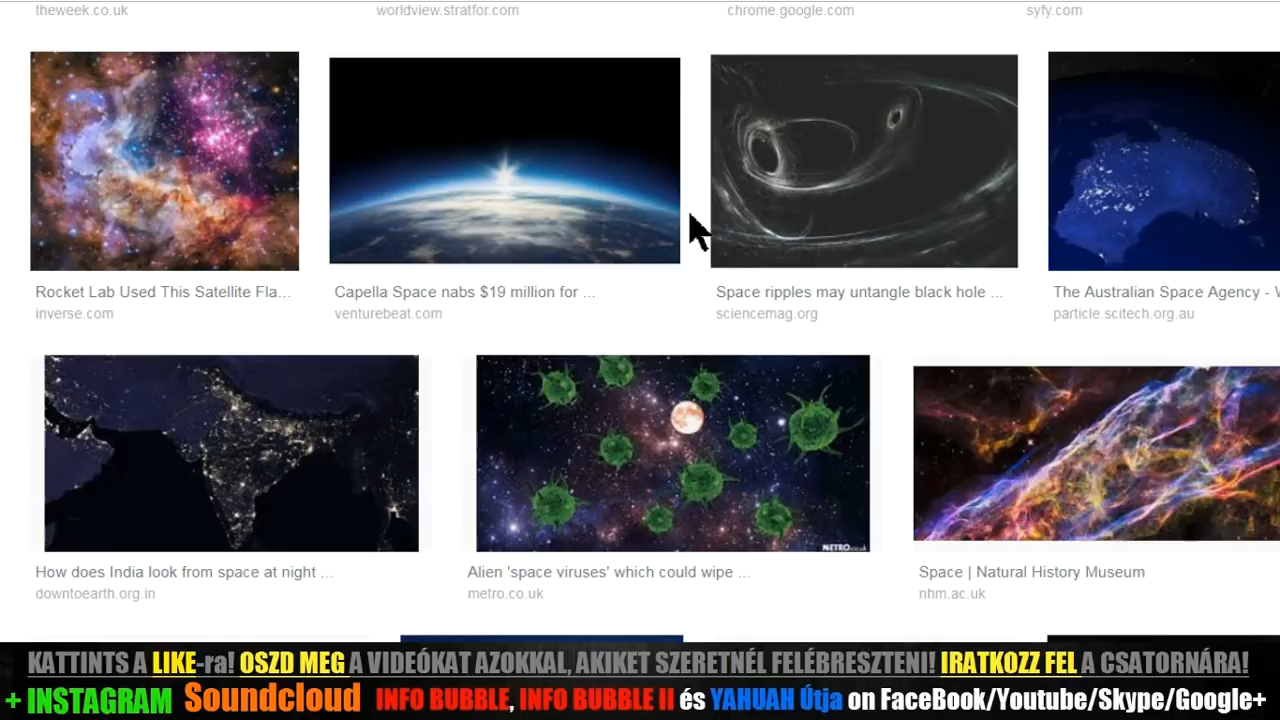 theweek.co.uk worldview.stratfor.com chrome.google.com syfy.com
Rocket Lab Used This Satellite Fla... Capella Space nabs $19 million for ... Space ripples may untangle black hole ... The Australian Space Agency -
inverse.com venturebeat.com sciencemag.org particle.scitech.org.au
METRO.co.uk
How does India look from space at night ... Alien 'space viruses' which could wipe ... Space | Natural History Museum
downtoearth.org.in metro.co.uk nhm.ac.uk
KATTINTS A LIKE-ra! OSZD MEG A VIDEÓKAT AZOKKAL, AKIKET SZERETNÉL FELÉBRESZTENI! IRATKOZZ FEL A CSATORNÁRA!
+ INSTAGRAM Soundcloud INFO BUBBLE, INFO BUBBLE II és YAHUAH Útja on FaceBook/Youtube/Skype/Google+